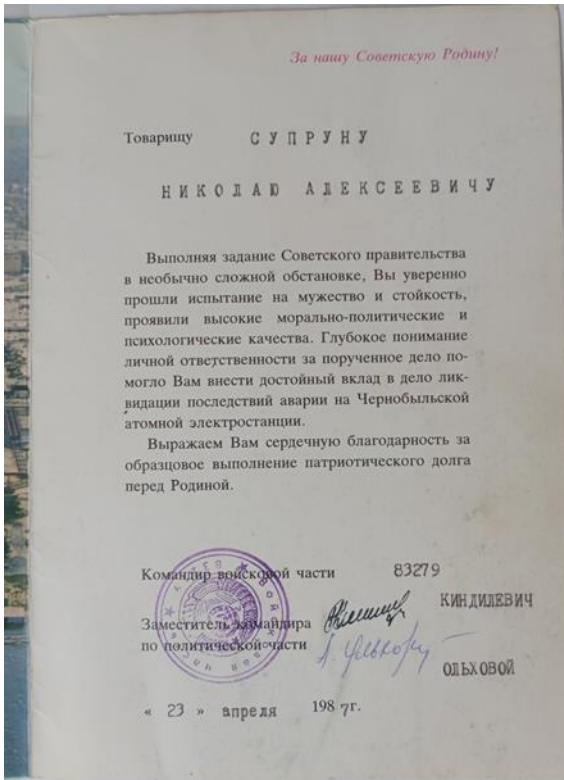 За нашу Советскую Родину!
Товарищу СУПРУНУ
НИКОЛАЮ АЛЕКСЕЕВИЧУ
Выполняя задание Советского правительства
в необычно сложной обстановке, Вы уверенно
прошли испытание на мужество и стойкость,
проявили высокие морально-политические и
психологические качества. Глубокое понимание
личной ответственности за порученное дело по-
могло Вам внести достойный вклад в дело лик-
видации последствий аварии на Чернобыльской
атомной электростанции.
Выражаем Вам сердечную благодарность за
образцовое выполнение патриотического долга
перед Родиной.
Командир войсковой части 83279
КИНДИЛЕВИЧ
Заместитель командира
по политической части
ОЛЬХОВОЙ
« 23 » апреля 1987г.
Войсковая часть